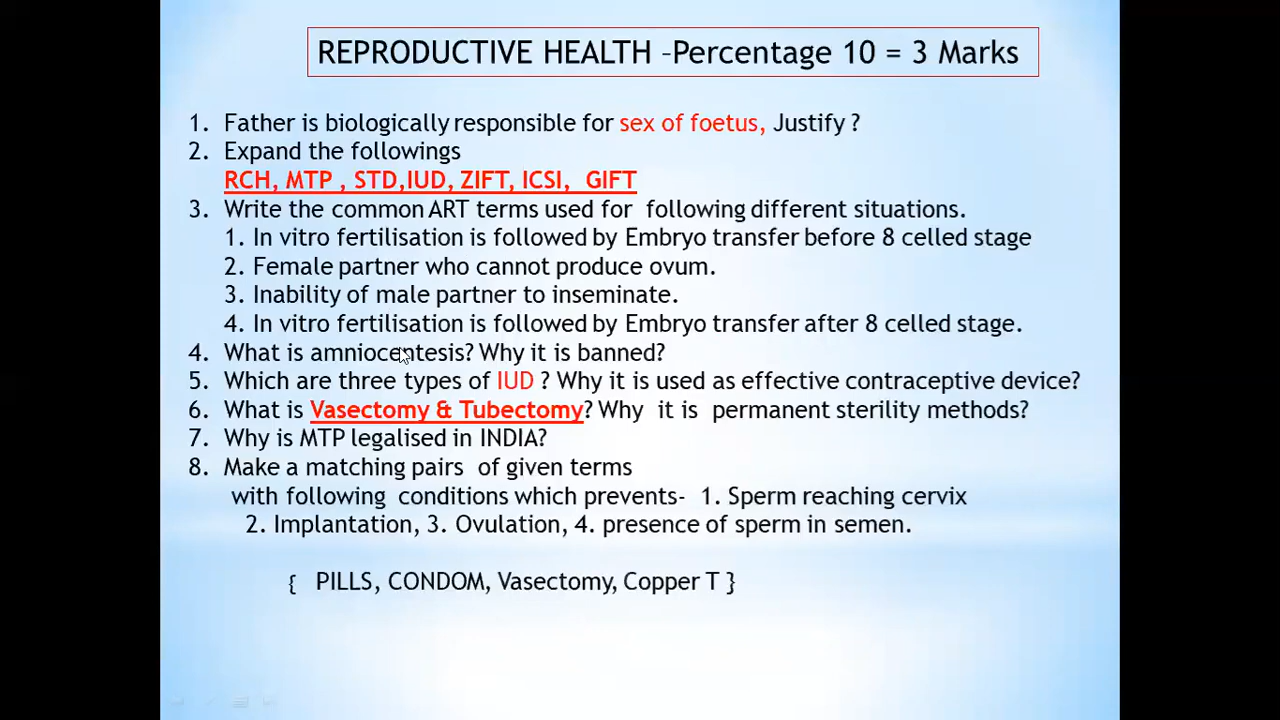 REPRODUCTIVE HEALTH –Percentage 10 = 3 Marks
1. Father is biologically responsible for sex of foetus, Justify ?
2. Expand the followings
RCH, MTP , STD,IUD, ZIFT, ICSI, GIFT
3. Write the common ART terms used for following different situations.
1. In vitro fertilisation is followed by Embryo transfer before 8 celled stage
2. Female partner who cannot produce ovum.
3. Inability of male partner to inseminate.
4. In vitro fertilisation is followed by Embryo transfer after 8 celled stage.
4. What is amniocentesis? Why it is banned?
5. Which are three types of IUD ? Why it is used as effective contraceptive device?
6. What is Vasectomy & Tubectomy? Why it is permanent sterility methods?
7. Why is MTP legalised in INDIA?
8. Make a matching pairs of given terms
with following conditions which prevents- 1. Sperm reaching cervix
2. Implantation, 3. Ovulation, 4. presence of sperm in semen.
{ PILLS, CONDOM, Vasectomy, Copper T }